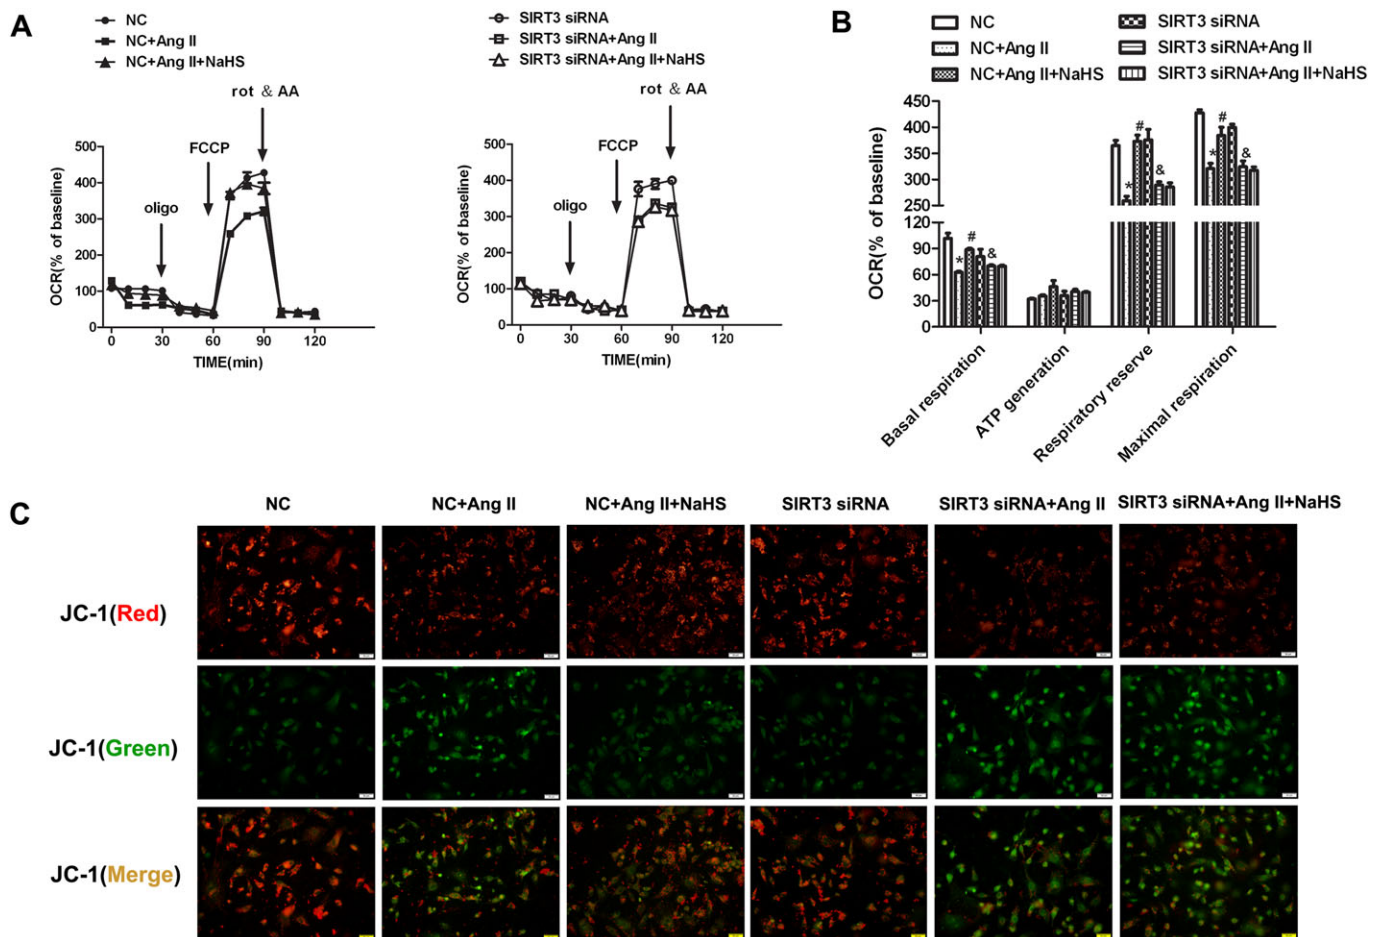 A
NC
NC+Ang II
NC+Ang II+NaHS
rot & AA
FCCP
oligo
OCR(% of baseline)
500
400
300
200
100
0
0 30 60 90 120
TIME(min)
SIRT3 siRNA
SIRT3 siRNA+Ang II
SIRT3 siRNA+Ang II+NaHS
rot & AA
FCCP
oligo
OCR(% of baseline)
500
400
300
200
100
0
0 30 60 90 120
TIME(min)
B
NC
NC+Ang II
NC+Ang II+NaHS
SIRT3 siRNA
SIRT3 siRNA+Ang II
SIRT3 siRNA+Ang II+NaHS
OCR(% of baseline)
450
400
350
300
250
120
90
60
30
0
* # &
* # &
* # &
Basal respiration
ATP generation
Respiratory reserve
Maximal respiration
C
NC NC+Ang II NC+Ang II+NaHS SIRT3 siRNA SIRT3 siRNA+Ang II SIRT3 siRNA+Ang II+NaHS
JC-1(Red)
JC-1(Green)
JC-1(Merge)